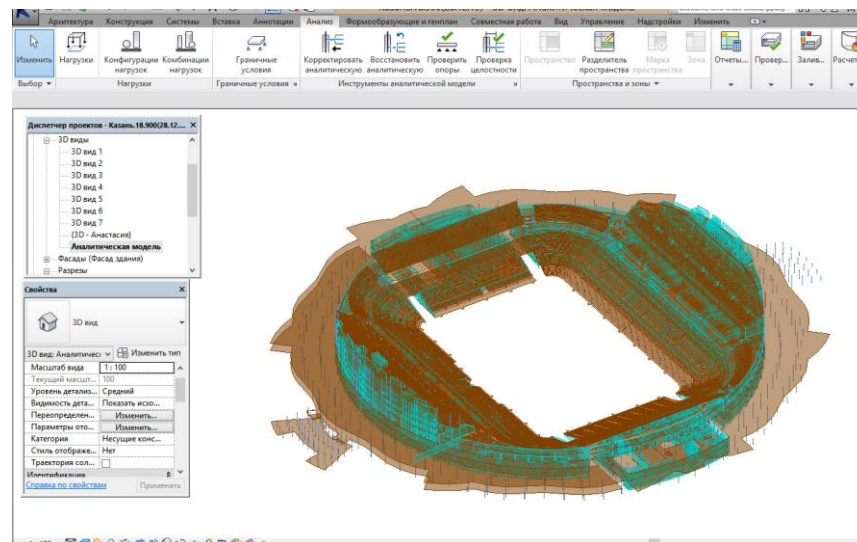 Архитектура Конструкция Системы Вставка Аннотации Анализ Формообразующие и генплан Совместная работа Вид Управление Надстройки Изменить
Изменить Нагрузки Конфигурации нагрузок Комбинации нагрузок Граничные условия Корректировать аналитическую Восстановить аналитическую Проверить опоры Проверка целостности Пространство Разделитель пространства Марка пространства Зона Отчеты... Провер... Залив... Расчет
Выбор Нагрузки Граничные условия Инструменты аналитической модели Пространства и зоны
Диспетчер проектов - Казань.18.900(28.12....
3D виды
3D вид 1
3D вид 2
3D вид 3
3D вид 4
3D вид 5
3D вид 6
3D вид 7
(3D - Анастасия)
Аналитическая модель
Фасады (Фасад здания)
Разрезы
Свойства
3D вид
3D вид: Аналитичес Изменить тип
Масштаб вида 1 : 100
Текущий масшт... 100
Уровень детализ... Средний
Видимость дета... Показать исхо...
Переопределен... Изменить...
Параметры ото... Изменить...
Категория Несущие конс...
Стиль отображе... Нет
Траектория сол...
Идентификация
Справка по свойствам Применить